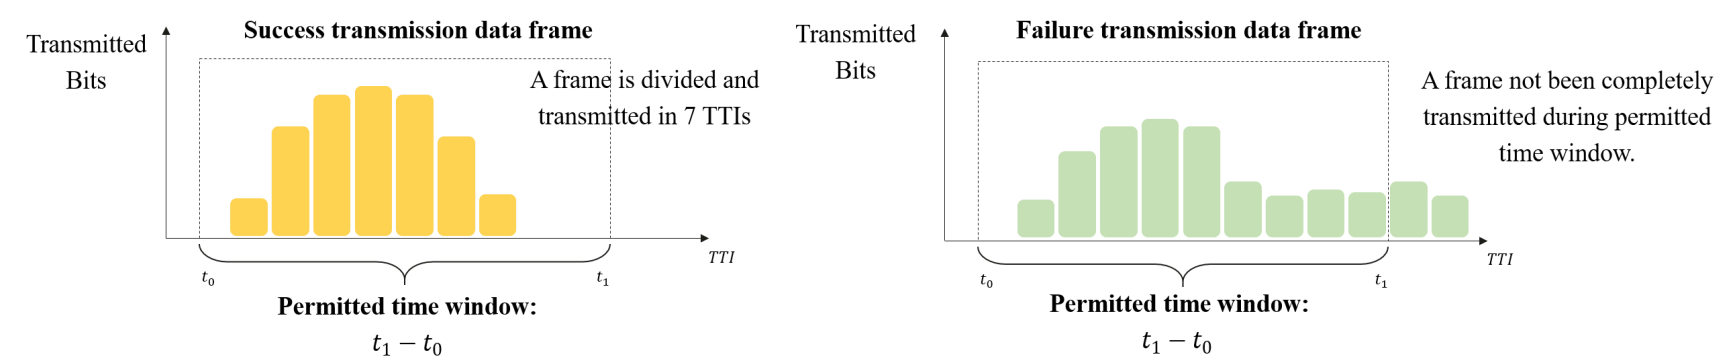 Success transmission data frame
Transmitted
Bits
A frame is divided and
transmitted in 7 TTIs
TTI
t₀
t₁
Permitted time window:
t₁ − t₀
Failure transmission data frame
Transmitted
Bits
A frame not been completely
transmitted during permitted
time window.
TTI
t₀
t₁
Permitted time window:
t₁ − t₀